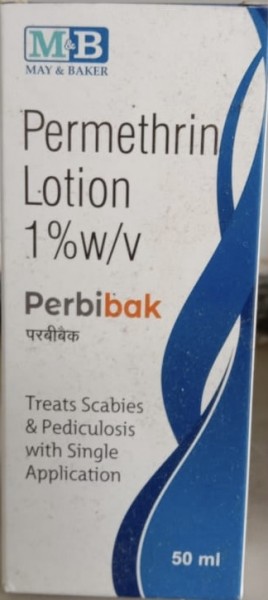 M&B
MAY & BAKER
Permethrin
Lotion
1%w/v
Perbibak
परबीबैक
Treats Scabies
& Pediculosis
with Single
Application
50 ml